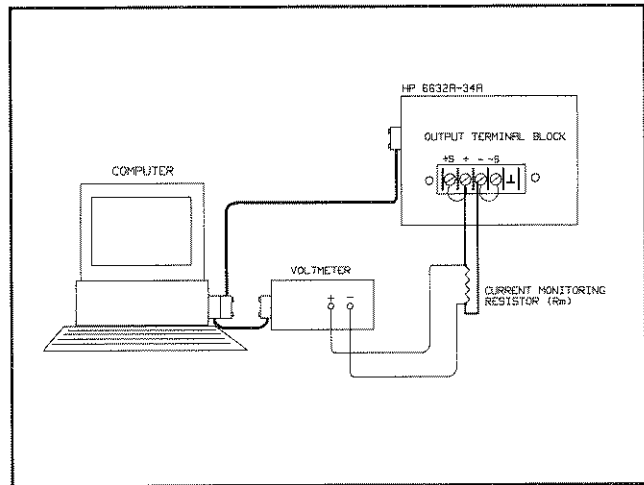 HP 6632A-34A
OUTPUT TERMINAL BLOCK
+S + - -S
COMPUTER
VOLTMETER
+ -
CURRENT MONITORING
RESISTOR (Rm)